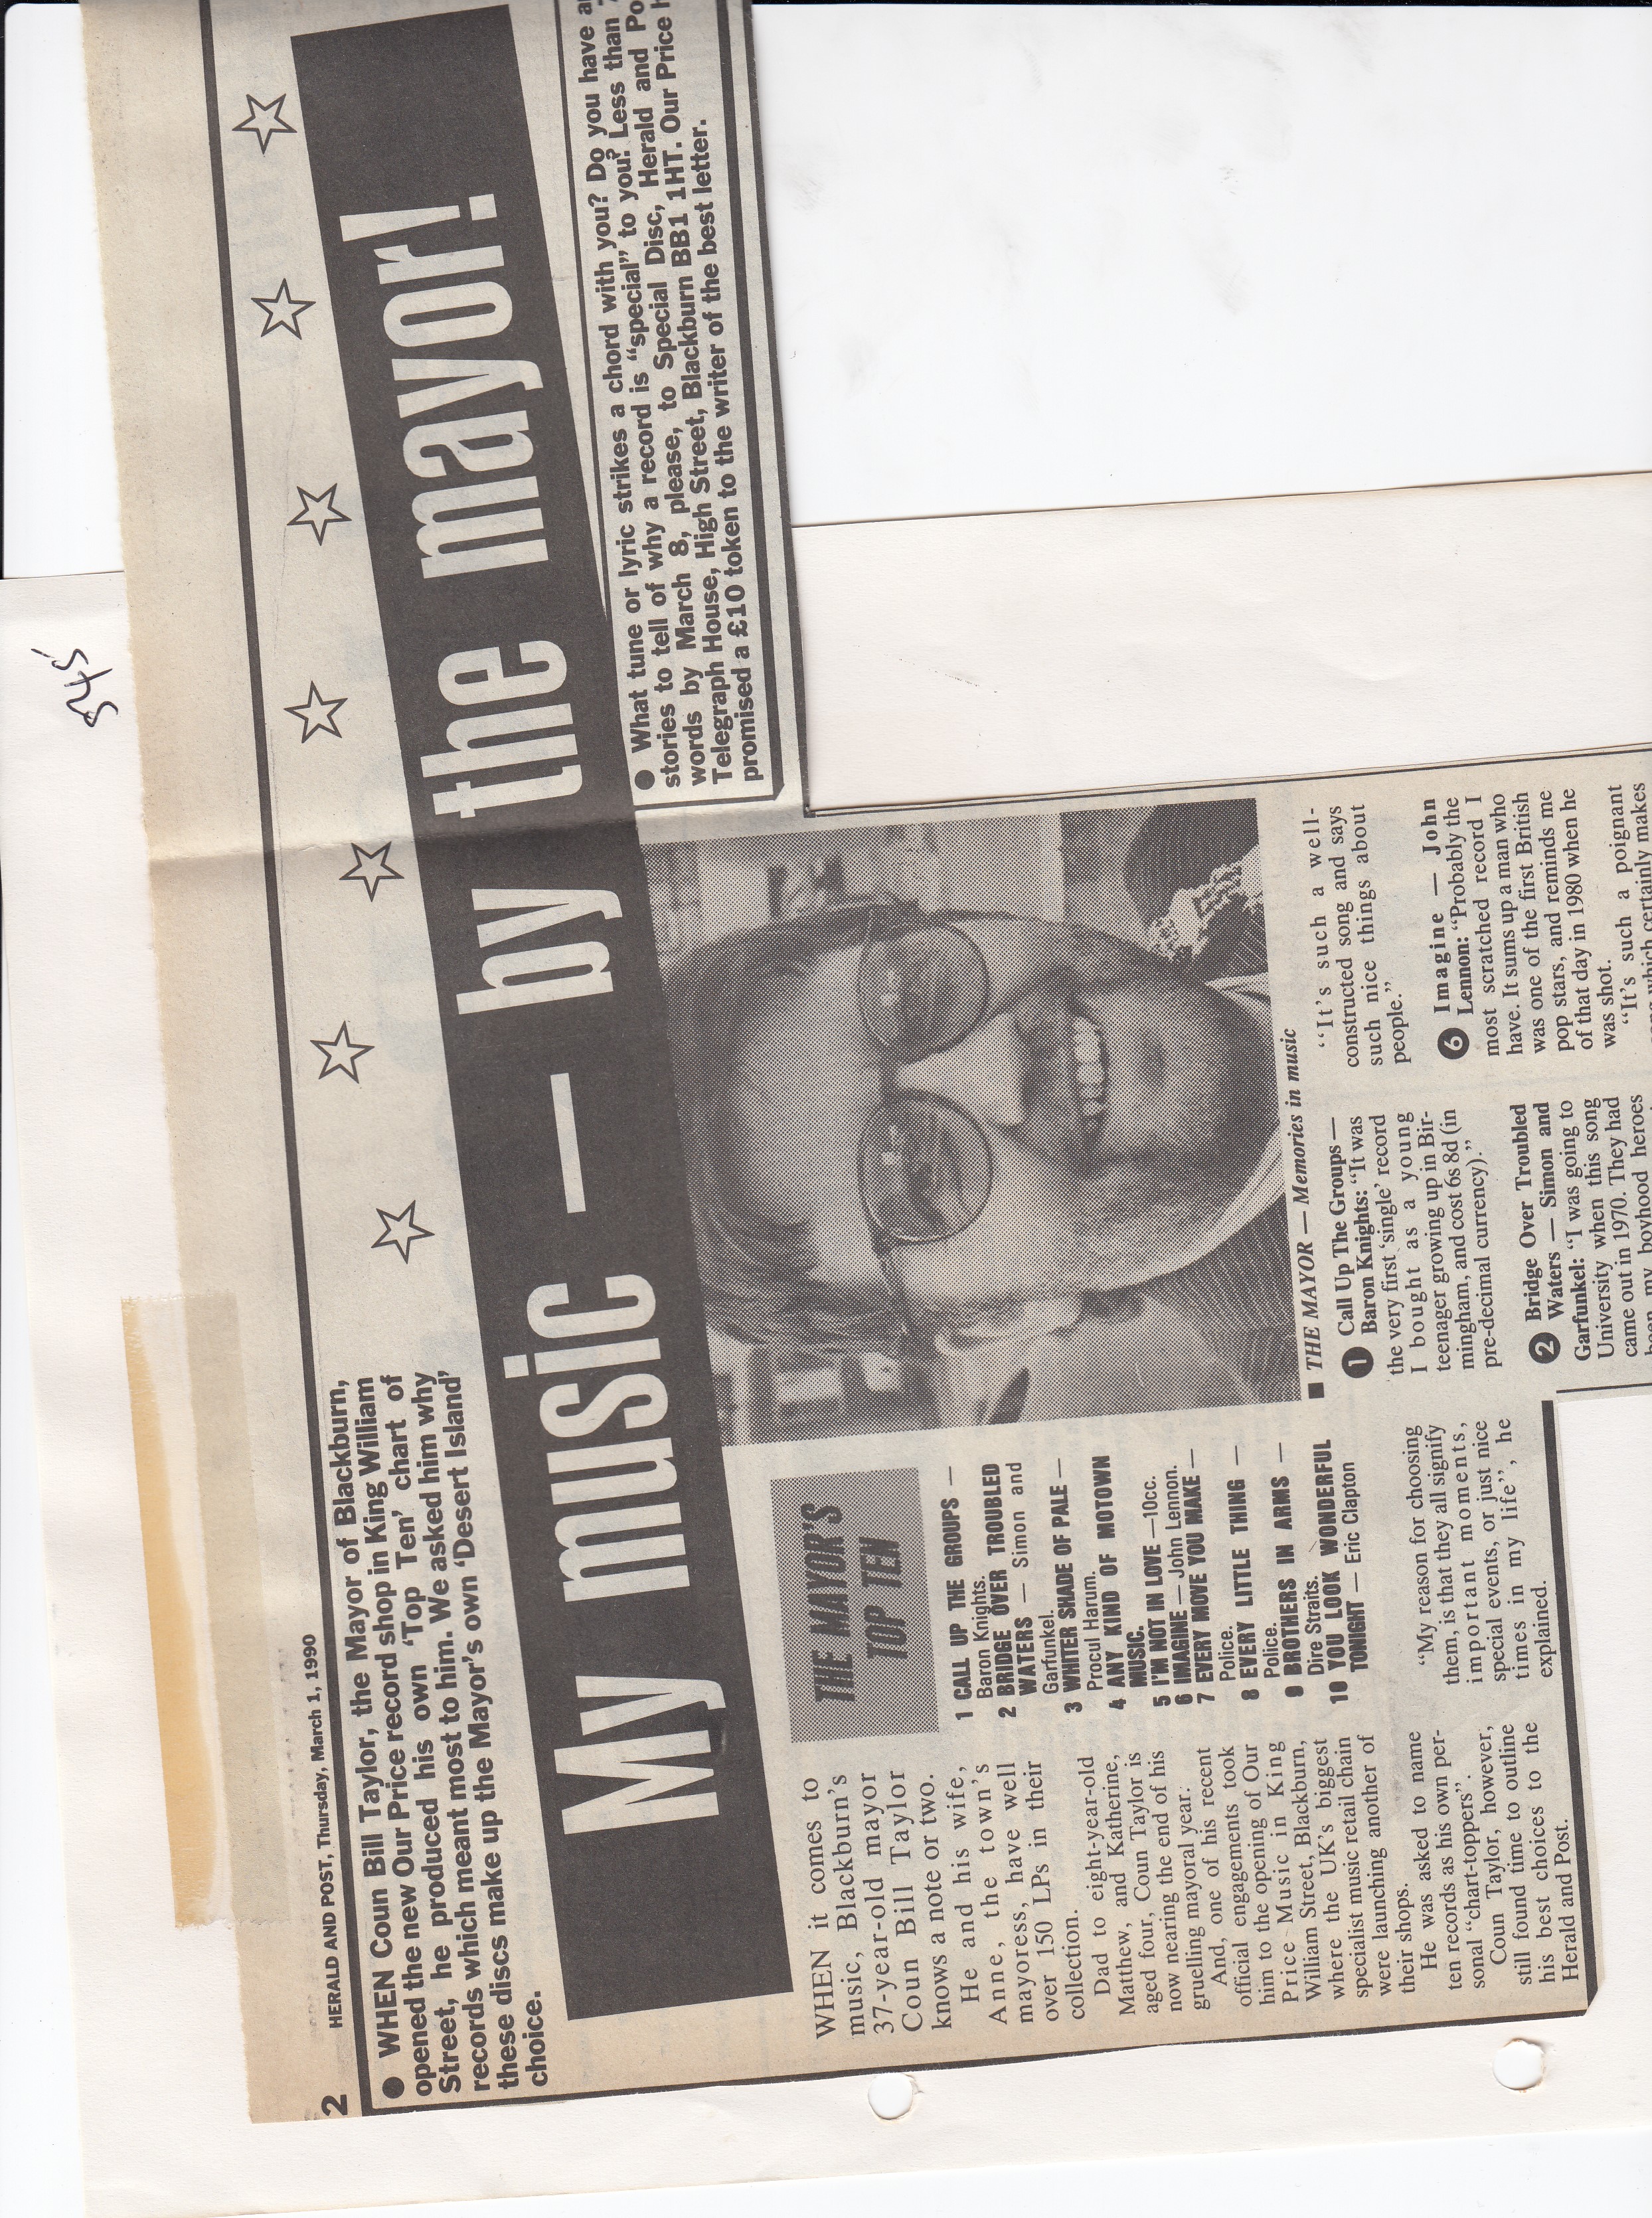 545
2 HERALD AND POST, Thursday, March 1, 1990
● WHEN Coun Bill Taylor, the Mayor of Blackburn,
opened the new Our Price record shop in King William
Street, he produced his own ‘Top Ten’ chart of
records which meant most to him. We asked him why
these discs make up the Mayor’s own ‘Desert Island’
choice.
My music — by the mayor!
● What tune or lyric strikes a chord with you? Do you have
stories to tell of why a record is “special” to you? Less than
words by March 8, please, to Special Disc, Herald and
Telegraph House, High Street, Blackburn BB1 1HT. Our Price
promised a £10 token to the writer of the best letter.
WHEN it comes to
music, Blackburn’s
37-year-old mayor
Coun Bill Taylor
knows a note or two.
He and his wife,
Anne, the town’s
mayoress, have well
over 150 LPs in their
collection.
Dad to eight-year-old
Matthew, and Katherine,
aged four, Coun Taylor is
now nearing the end of his
gruelling mayoral year.
And, one of his recent
official engagements took
him to the opening of Our
Price Music in King
William Street, Blackburn,
where the UK’s biggest
specialist music retail chain
were launching another of
their shops.
He was asked to name
ten records as his own per-
sonal “chart-toppers”.
Coun Taylor, however,
still found time to outline
his best choices to the
Herald and Post.
THE MAYOR’S
TOP TEN
1 CALL UP THE GROUPS —
Baron Knights.
2 BRIDGE OVER TROUBLED
WATERS — Simon and
Garfunkel.
3 WHITER SHADE OF PALE —
Procul Harum.
4 ANY KIND OF MOTOWN
MUSIC.
5 I’M NOT IN LOVE —10cc.
6 IMAGINE — John Lennon.
7 EVERY MOVE YOU MAKE —
Police.
8 EVERY LITTLE THING —
Police.
9 BROTHERS IN ARMS —
Dire Straits.
10 YOU LOOK WONDERFUL
TONIGHT — Eric Clapton
“My reason for choosing
them, is that they all signify
important moments,
special events, or just nice
times in my life”, he
explained.
■ THE MAYOR — Memories in music
1 Call Up The Groups —
Baron Knights: “It was
the very first ‘single’ record
I bought as a young
teenager growing up in Bir-
mingham, and cost 6s 8d (in
pre-decimal currency).”
2 Bridge Over Troubled
Waters — Simon and
Garfunkel: “I was going to
University when this song
came out in 1970. They had
been my boyhood heroes
“It’s such a well-
constructed song and says
such nice things about
people.”
6 Imagine — John
Lennon: “Probably the
most scratched record I
have. It sums up a man who
was one of the first British
pop stars, and reminds me
of that day in 1980 when he
was shot.
“It’s such a poignant
which certainly makes